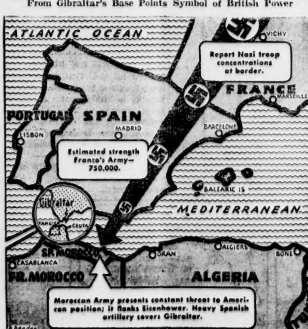 From Gibraltar's Base Points Symbol of British Power
ATLANTIC OCEAN
VICHY
Report Nazi troop
concentrations
at border.
FRANCE
MARSEILLE
PORTUGAL
SPAIN
LISBON
MADRID
BARCELONA
Estimated strength
Franco's Army—
750,000.
BALEARIC IS
Gibraltar
MEDITERRANEAN
TANGIER
CEUTA
SP. MOROCCO
CASABLANCA
ORAN
ALGIERS
BONE
FR. MOROCCO
ALGERIA
Moroccan Army presents constant threat to Ameri-
can position; it flanks Eisenhower. Heavy Spanish
artillery covers Gibraltar.